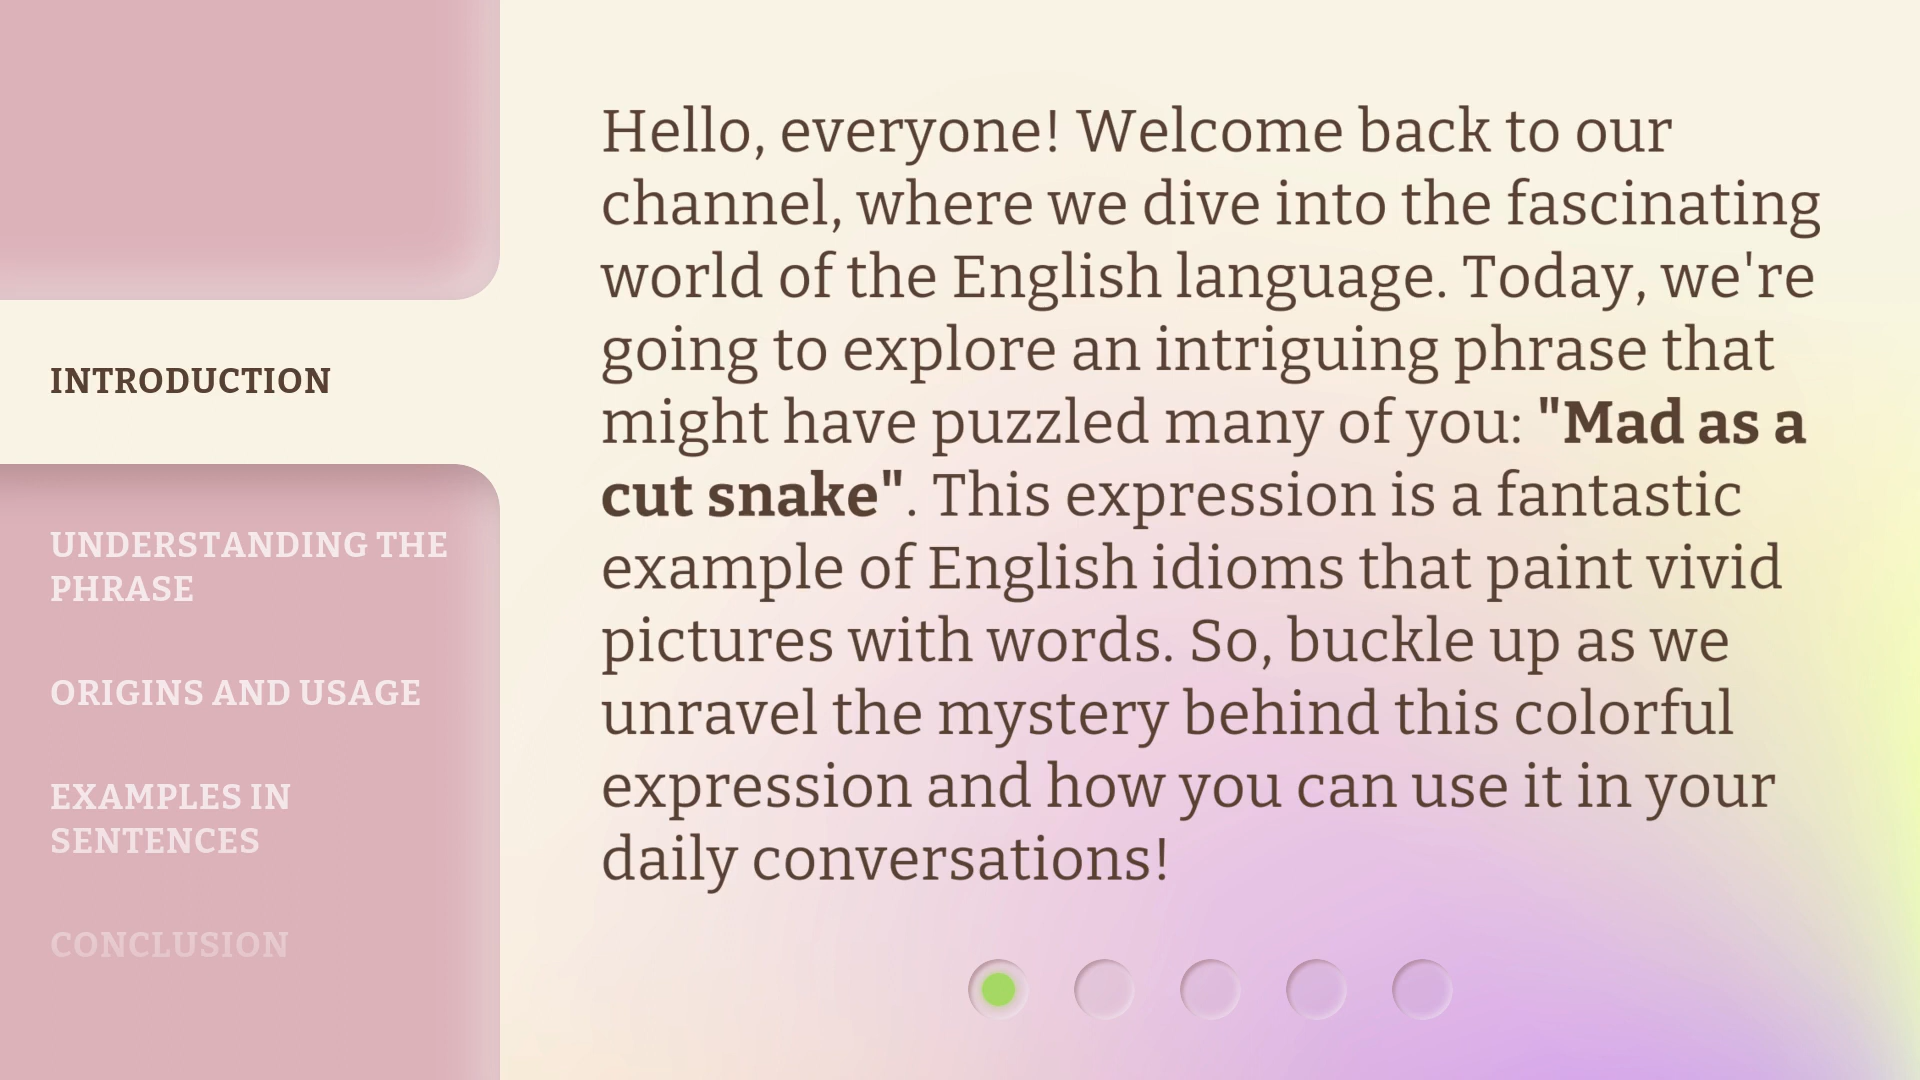 INTRODUCTION
UNDERSTANDING THE
PHRASE
ORIGINS AND USAGE
EXAMPLES IN
SENTENCES
CONCLUSION
Hello, everyone! Welcome back to our
channel, where we dive into the fascinating
world of the English language. Today, we're
going to explore an intriguing phrase that
might have puzzled many of you: "Mad as a
cut snake". This expression is a fantastic
example of English idioms that paint vivid
pictures with words. So, buckle up as we
unravel the mystery behind this colorful
expression and how you can use it in your
daily conversations!